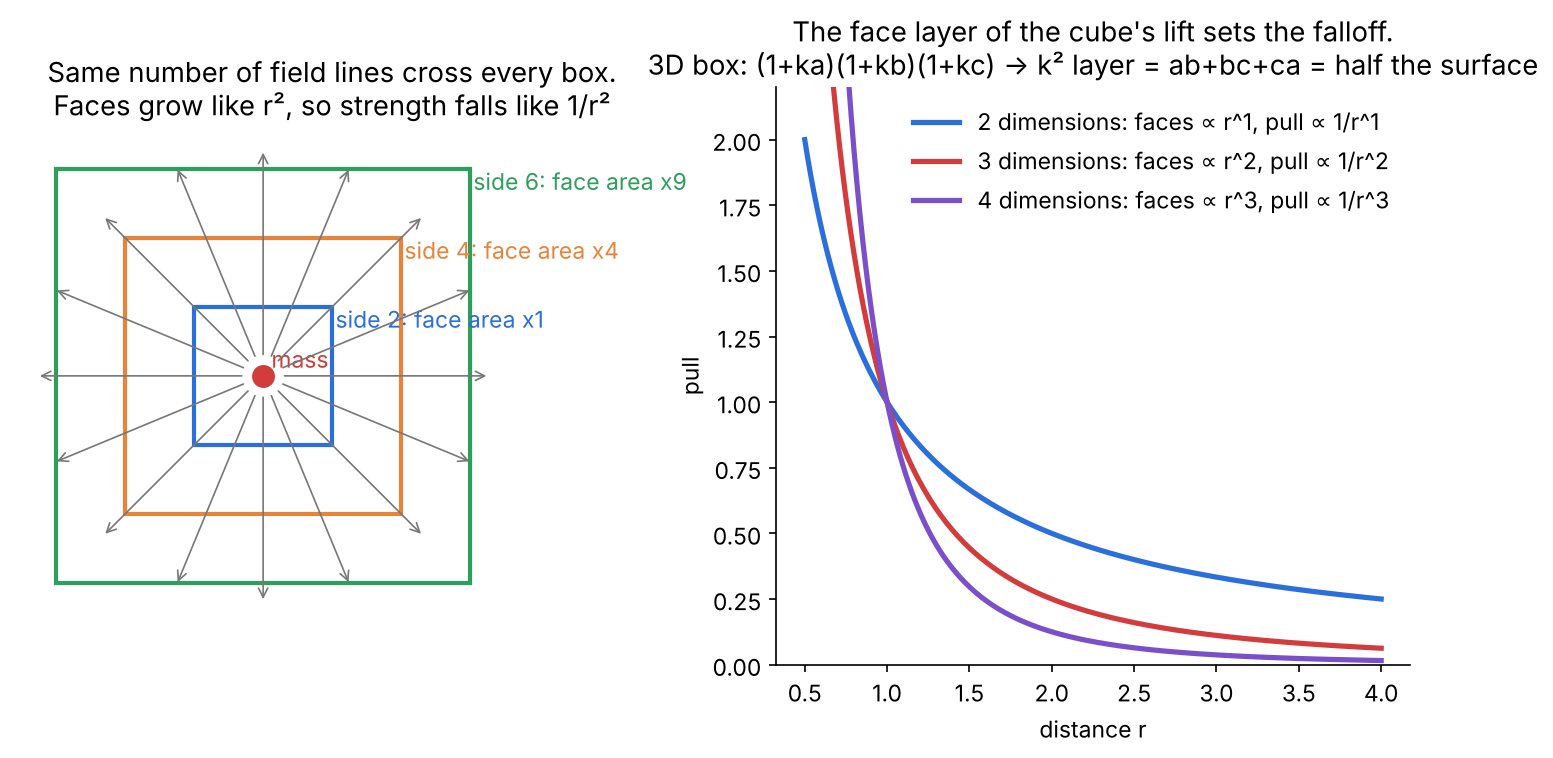 Same number of field lines cross every box.
Faces grow like r², so strength falls like 1/r²
side 6: face area x9
side 4: face area x4
side 2: face area x1
mass
The face layer of the cube's lift sets the falloff.
3D box: (1+ka)(1+kb)(1+kc) → k² layer = ab+bc+ca = half the surface
2 dimensions: faces ∝ r^1, pull ∝ 1/r^1
3 dimensions: faces ∝ r^2, pull ∝ 1/r^2
4 dimensions: faces ∝ r^3, pull ∝ 1/r^3
pull
2.00
1.75
1.50
1.25
1.00
0.75
0.50
0.25
0.00
0.5 1.0 1.5 2.0 2.5 3.0 3.5 4.0
distance r